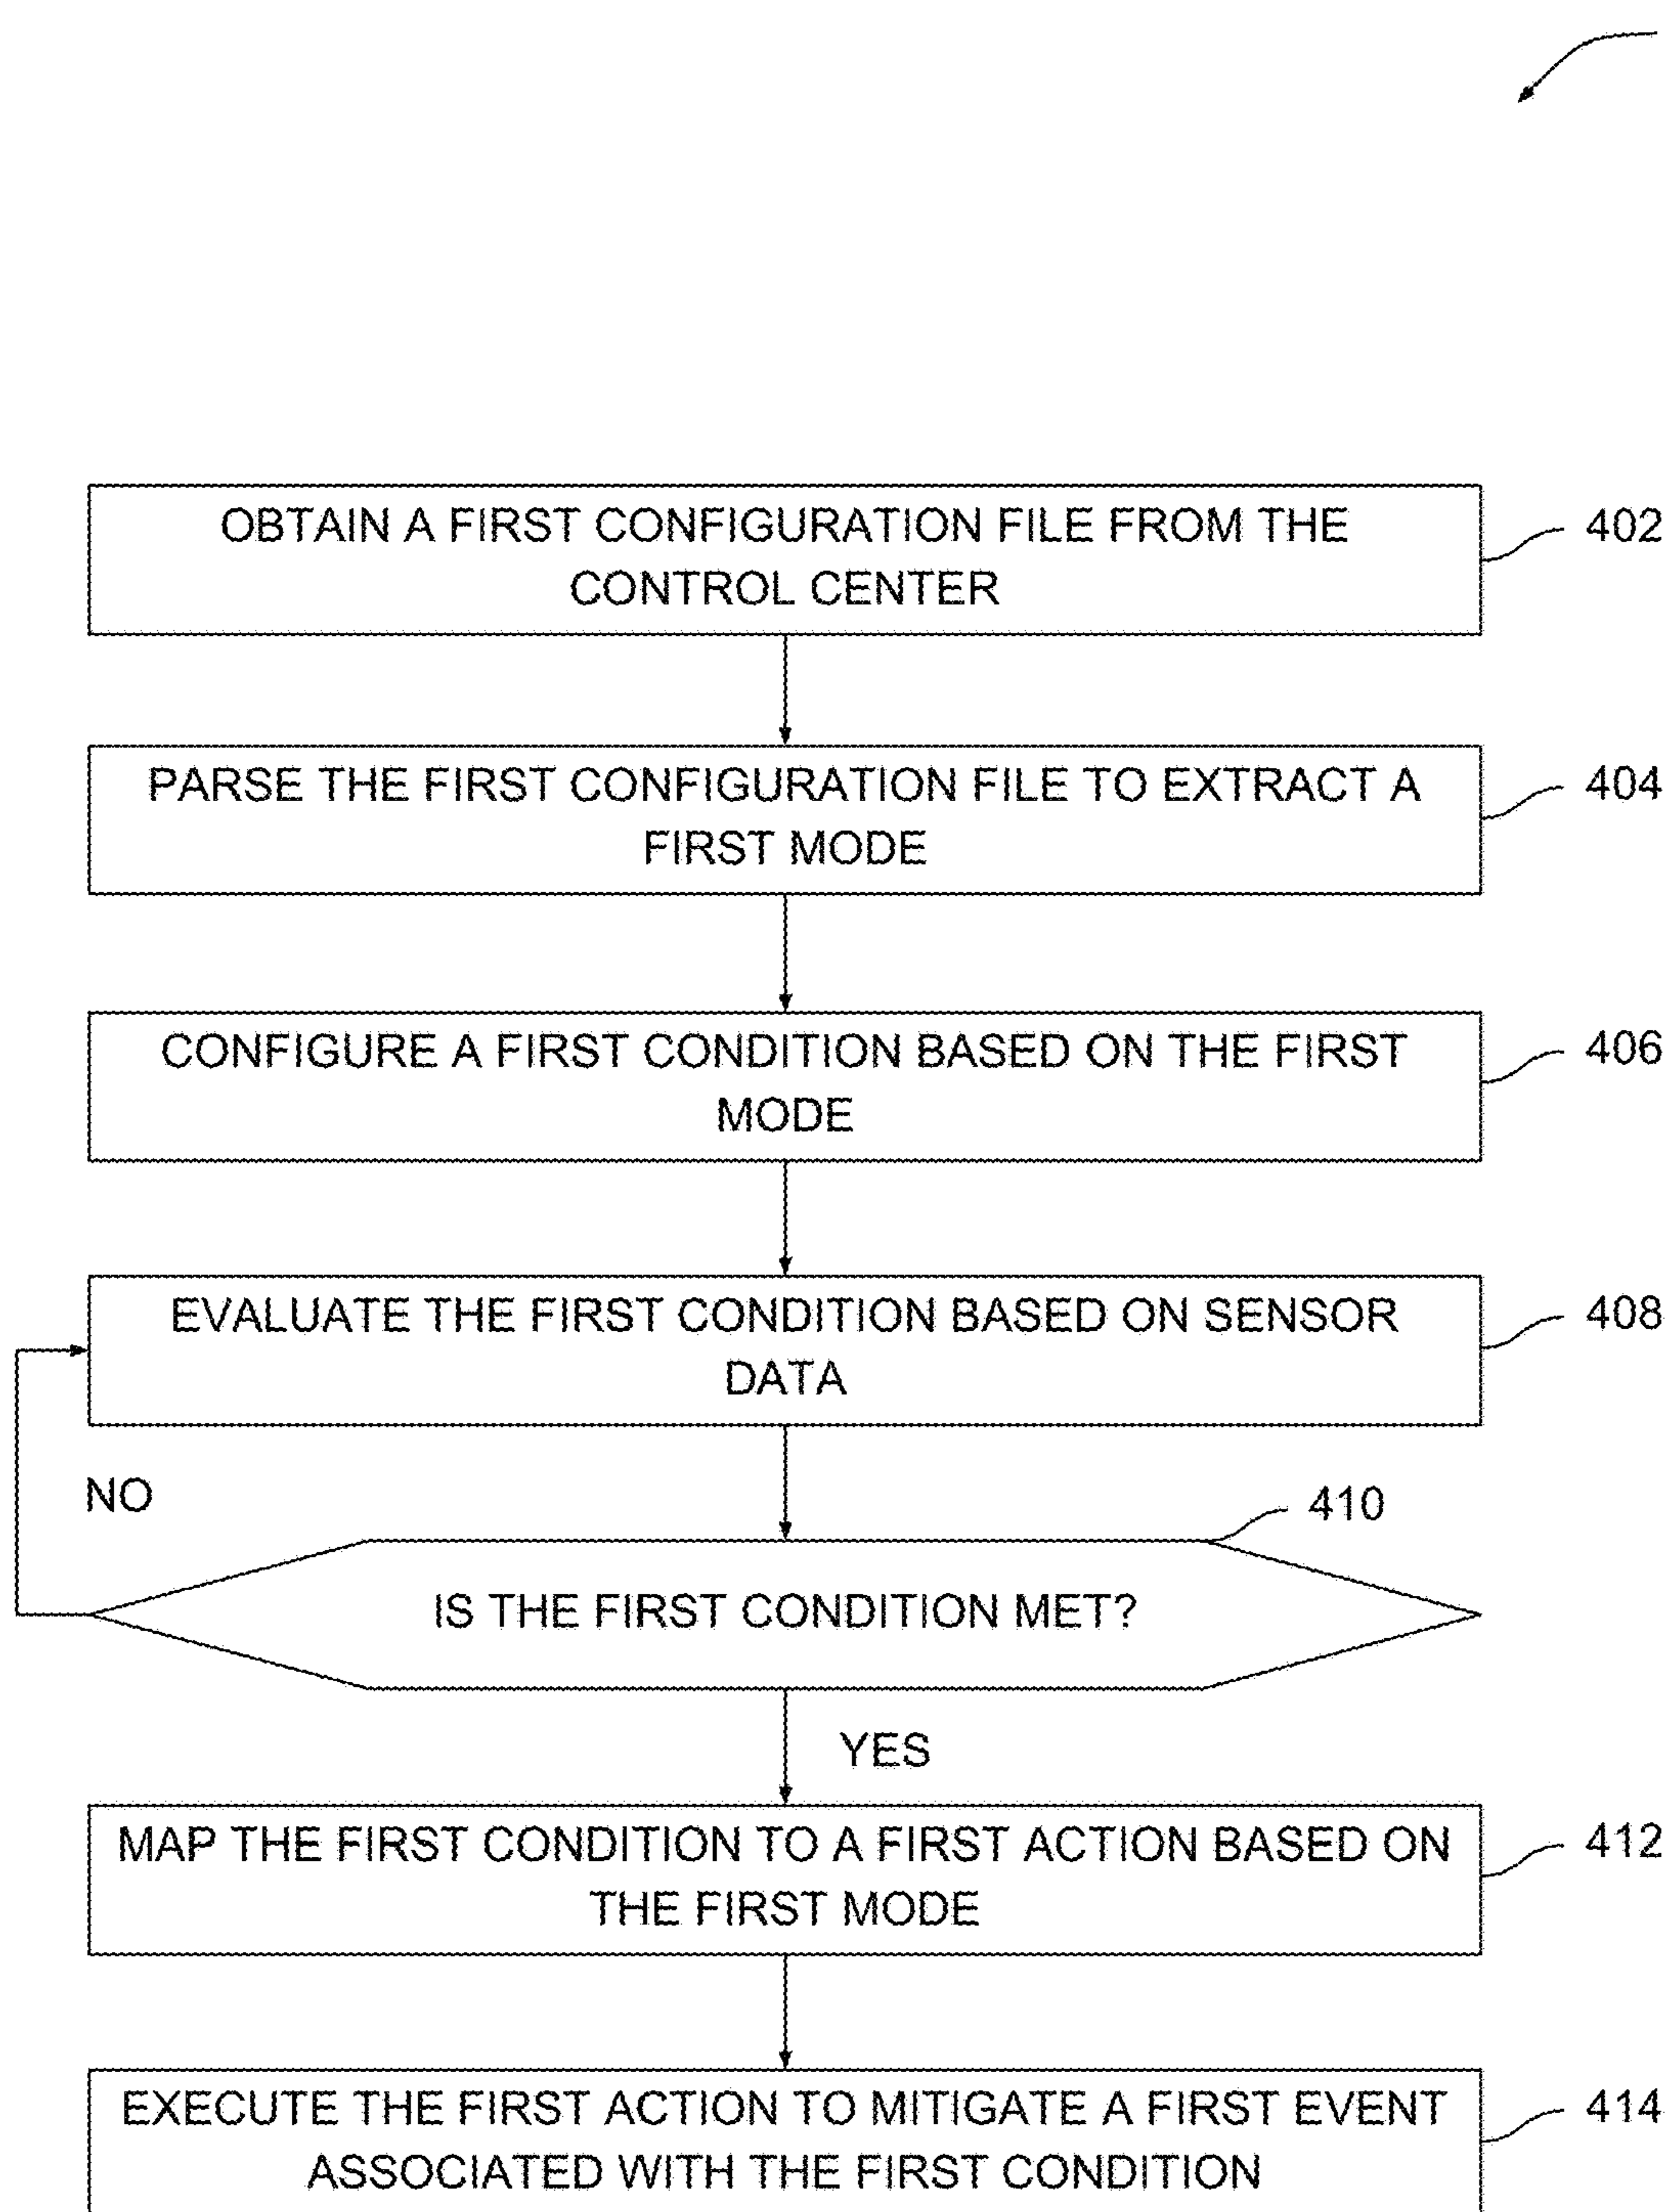 OBTAIN A FIRST CONFIGURATION FILE FROM THE
CONTROL CENTER
402
PARSE THE FIRST CONFIGURATION FILE TO EXTRACT A
FIRST MODE
404
CONFIGURE A FIRST CONDITION BASED ON THE FIRST
MODE
406
EVALUATE THE FIRST CONDITION BASED ON SENSOR
DATA
408
NO
410
IS THE FIRST CONDITION MET?
YES
MAP THE FIRST CONDITION TO A FIRST ACTION BASED ON
THE FIRST MODE
412
EXECUTE THE FIRST ACTION TO MITIGATE A FIRST EVENT
ASSOCIATED WITH THE FIRST CONDITION
414